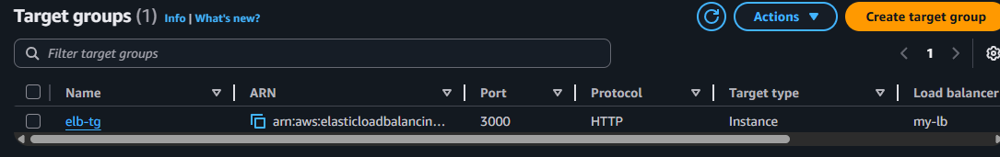 Target groups (1) Info | What's new? Actions Create target group
Filter target groups 1
Name ARN Port Protocol Target type Load balancer
elb-tg arn:aws:elasticloadbalancin... 3000 HTTP Instance my-lb